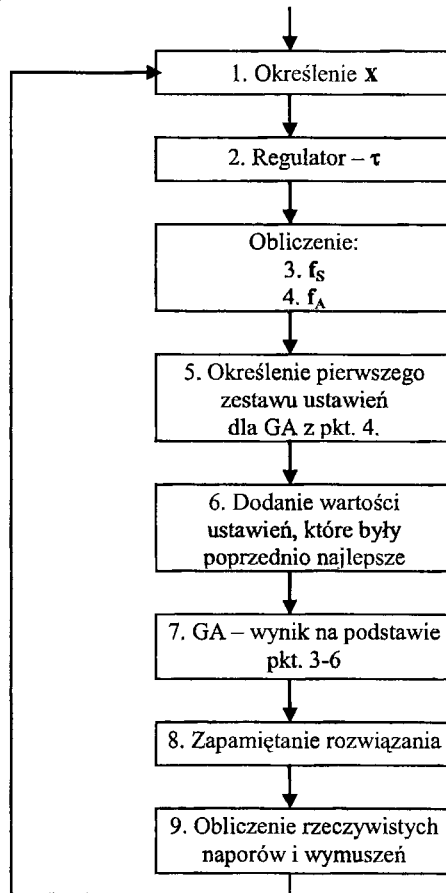 1. Określenie x
2. Regulator – τ
Obliczenie:
3. fS
4. fA
5. Określenie pierwszego
zestawu ustawień
dla GA z pkt. 4.
6. Dodanie wartości
ustawień, które były
poprzednio najlepsze
7. GA – wynik na podstawie
pkt. 3-6
8. Zapamiętanie rozwiązania
9. Obliczenie rzeczywistych
naporów i wymuszeń